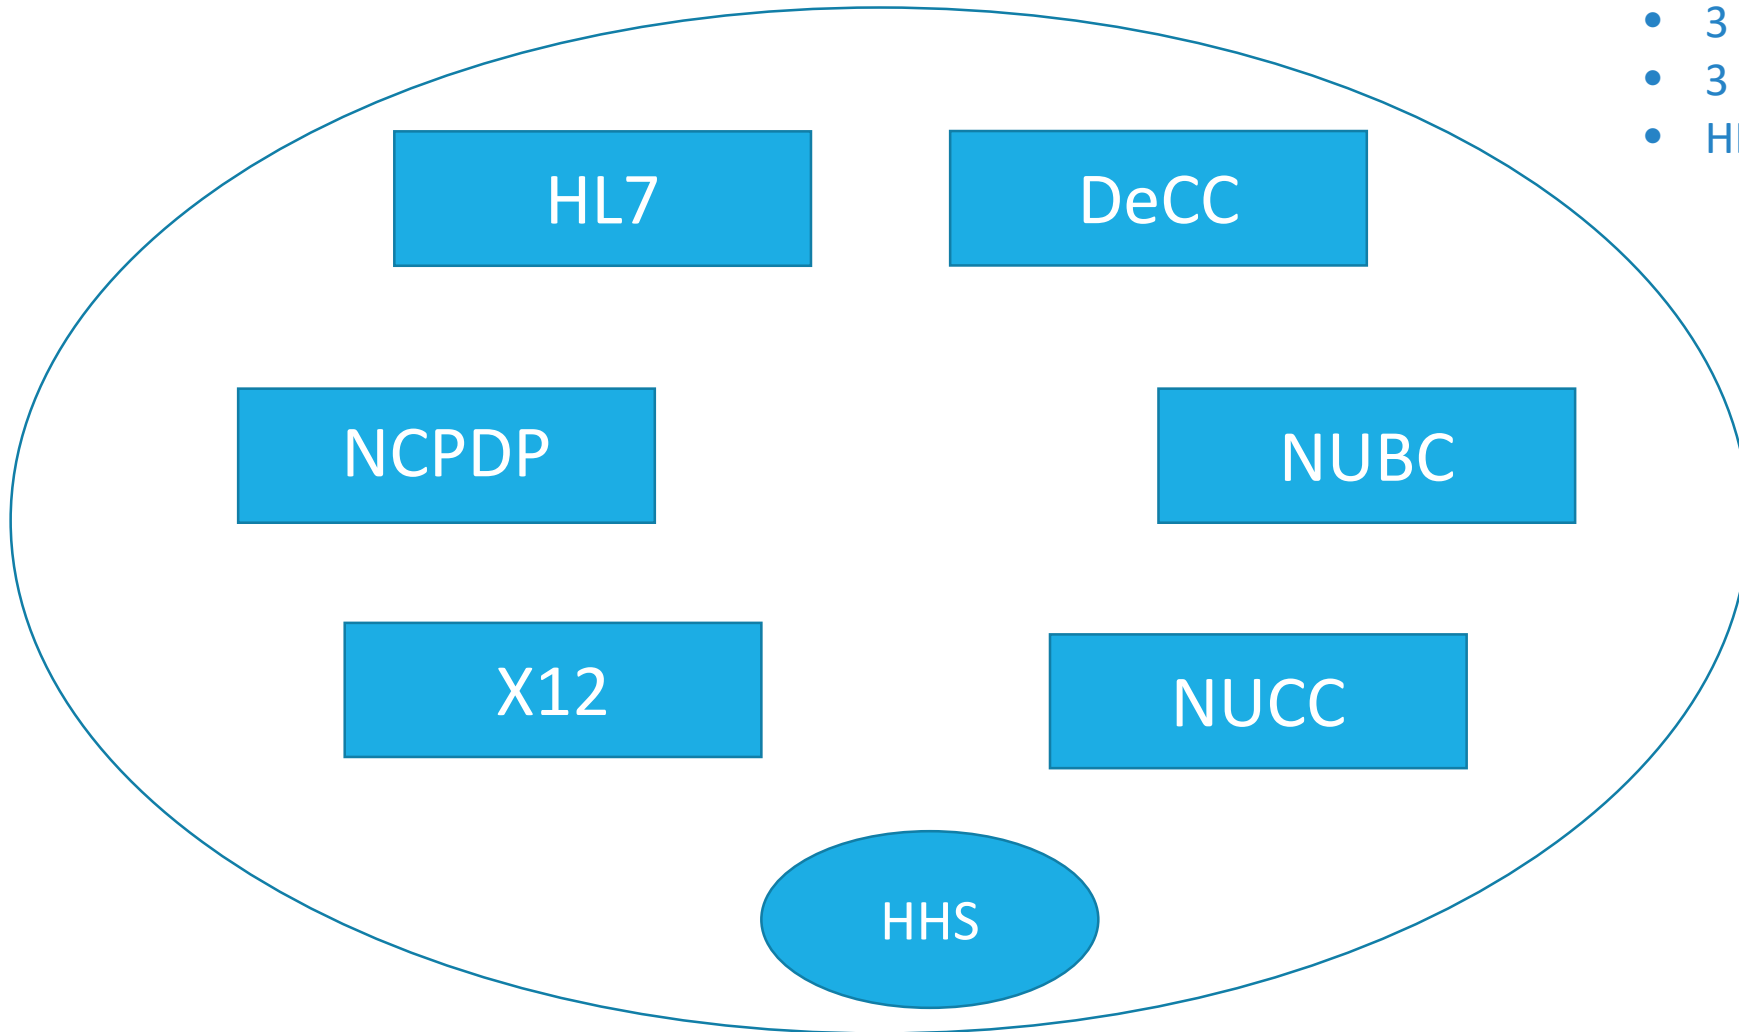 • 3
• 3
•
HL7
DeCC
NCPDP
NUBC
X12
NUCC
HHS